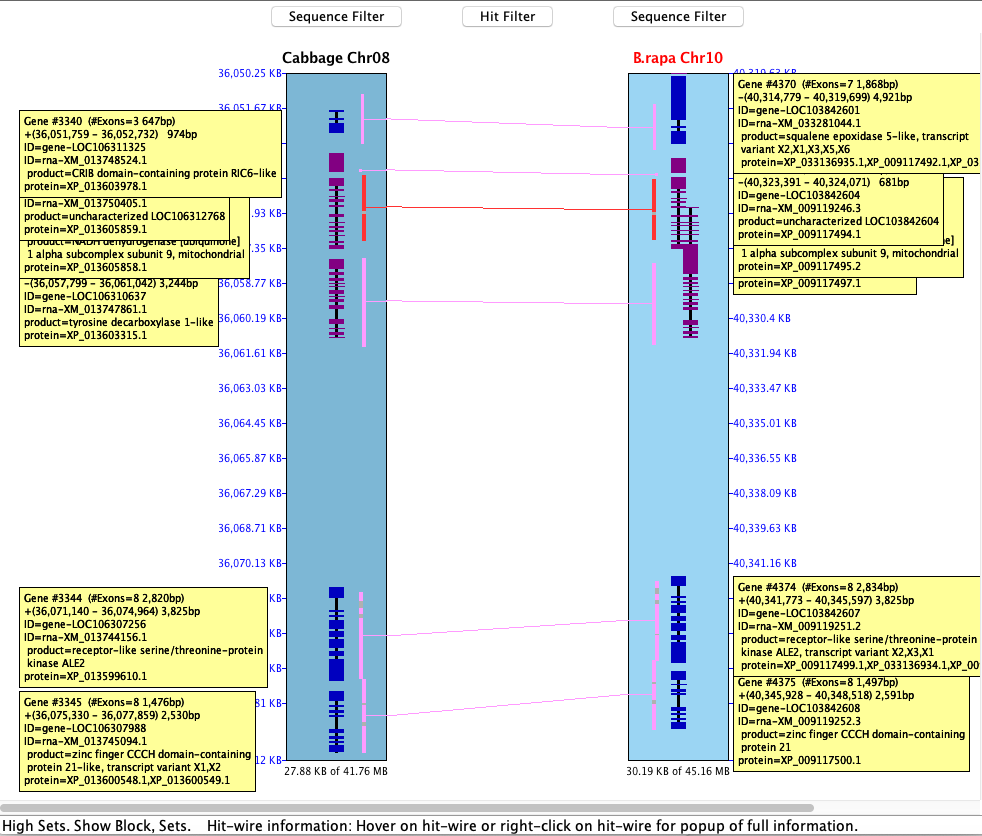 Sequence Filter
Hit Filter
Sequence Filter
Cabbage Chr08
B.rapa Chr10
36,050.25 KB
36,051.67 KB
.93 KB
.35 KB
36,058.77 KB
36,060.19 KB
36,061.61 KB
36,063.03 KB
36,064.45 KB
36,065.87 KB
36,067.29 KB
36,068.71 KB
36,070.13 KB
KB
KB
KB
.81 KB
.12 KB
27.88 KB of 41.76 MB
Gene #3340 (#Exons=3 647bp)
+(36,051,759 - 36,052,732) 974bp
ID=gene-LOC106311325
ID=rna-XM_013748524.1
product=CRIB domain-containing protein RIC6-like
protein=XP_013603978.1
ID=rna-XM_013750405.1
product=uncharacterized LOC106312768
protein=XP_013605859.1
product=NADH dehydrogenase [ubiquinone]
1 alpha subcomplex subunit 9, mitochondrial
protein=XP_013605858.1
-(36,057,799 - 36,061,042) 3,244bp
ID=gene-LOC106310637
ID=rna-XM_013747861.1
product=tyrosine decarboxylase 1-like
protein=XP_013603315.1
Gene #3344 (#Exons=8 2,820bp)
+(36,071,140 - 36,074,964) 3,825bp
ID=gene-LOC106307256
ID=rna-XM_013744156.1
product=receptor-like serine/threonine-protein
kinase ALE2
protein=XP_013599610.1
Gene #3345 (#Exons=8 1,476bp)
+(36,075,330 - 36,077,859) 2,530bp
ID=gene-LOC106307988
ID=rna-XM_013745094.1
product=zinc finger CCCH domain-containing
protein 21-like, transcript variant X1,X2
protein=XP_013600548.1,XP_013600549.1
40,319.63 KB
40,330.4 KB
40,331.94 KB
40,333.47 KB
40,335.01 KB
40,336.55 KB
40,338.09 KB
40,339.63 KB
40,341.16 KB
30.19 KB of 45.16 MB
Gene #4370 (#Exons=7 1,868bp)
-(40,314,779 - 40,319,699) 4,921bp
ID=gene-LOC103842601
ID=rna-XM_033281044.1
product=squalene epoxidase 5-like, transcript
variant X2,X1,X3,X5,X6
protein=XP_033136935.1,XP_009117492.1,XP_03
-(40,323,391 - 40,324,071) 681bp
ID=gene-LOC103842604
ID=rna-XM_009119246.3
product=uncharacterized LOC103842604
protein=XP_009117494.1
ne]
1 alpha subcomplex subunit 9, mitochondrial
protein=XP_009117495.2
protein=XP_009117497.1
Gene #4374 (#Exons=8 2,834bp)
+(40,341,773 - 40,345,597) 3,825bp
ID=gene-LOC103842607
ID=rna-XM_009119251.2
product=receptor-like serine/threonine-protein
kinase ALE2, transcript variant X2,X3,X1
protein=XP_009117499.1,XP_033136934.1,XP_00
Gene #4375 (#Exons=8 1,497bp)
+(40,345,928 - 40,348,518) 2,591bp
ID=gene-LOC103842608
ID=rna-XM_009119252.3
product=zinc finger CCCH domain-containing
protein 21
protein=XP_009117500.1
High Sets. Show Block, Sets. Hit-wire information: Hover on hit-wire or right-click on hit-wire for popup of full information.